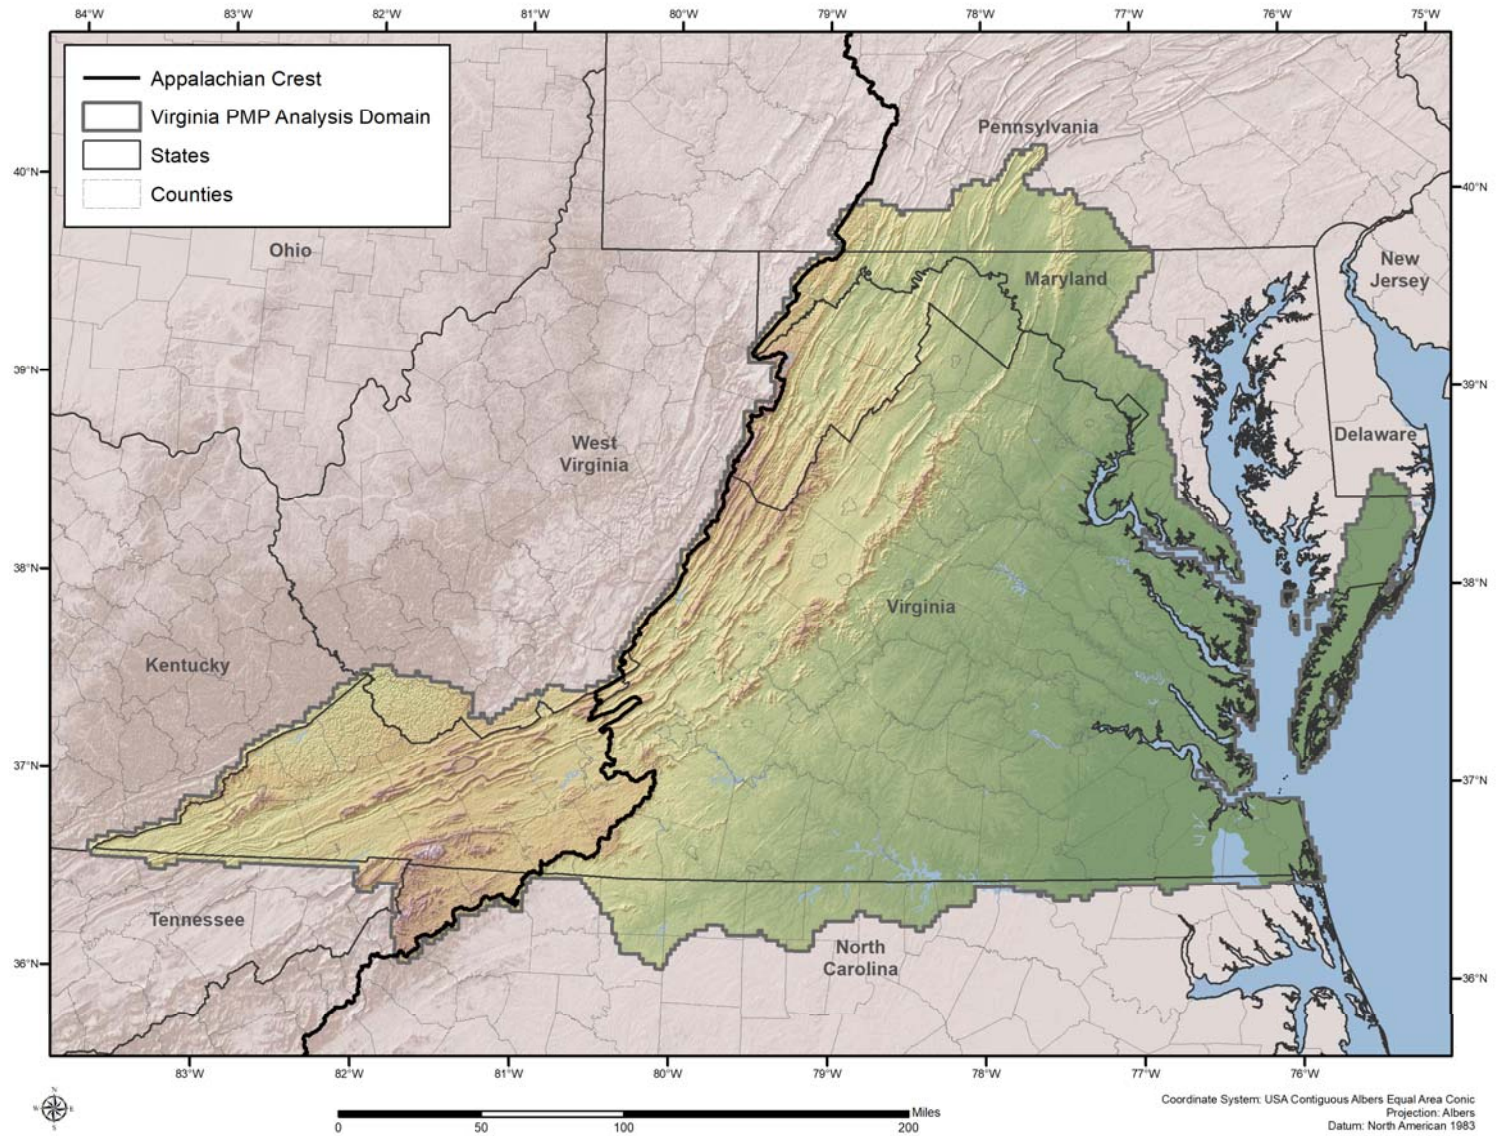 84°W 83°W 82°W 81°W 80°W 79°W 78°W 77°W 76°W 75°W
Appalachian Crest
Virginia PMP Analysis Domain
States
Counties
Pennsylvania
40°N
40°N
Ohio
New
Jersey
Maryland
39°N
39°N
West
Virginia
Delaware
38°N
38°N
Virginia
Kentucky
37°N
37°N
Tennessee
North
Carolina
36°N
36°N
83°W 82°W 81°W 80°W 79°W 78°W 77°W 76°W
N
W E
S
Miles
0 50 100 200
Coordinate System: USA Contiguous Albers Equal Area Conic
Projection: Albers
Datum: North American 1983